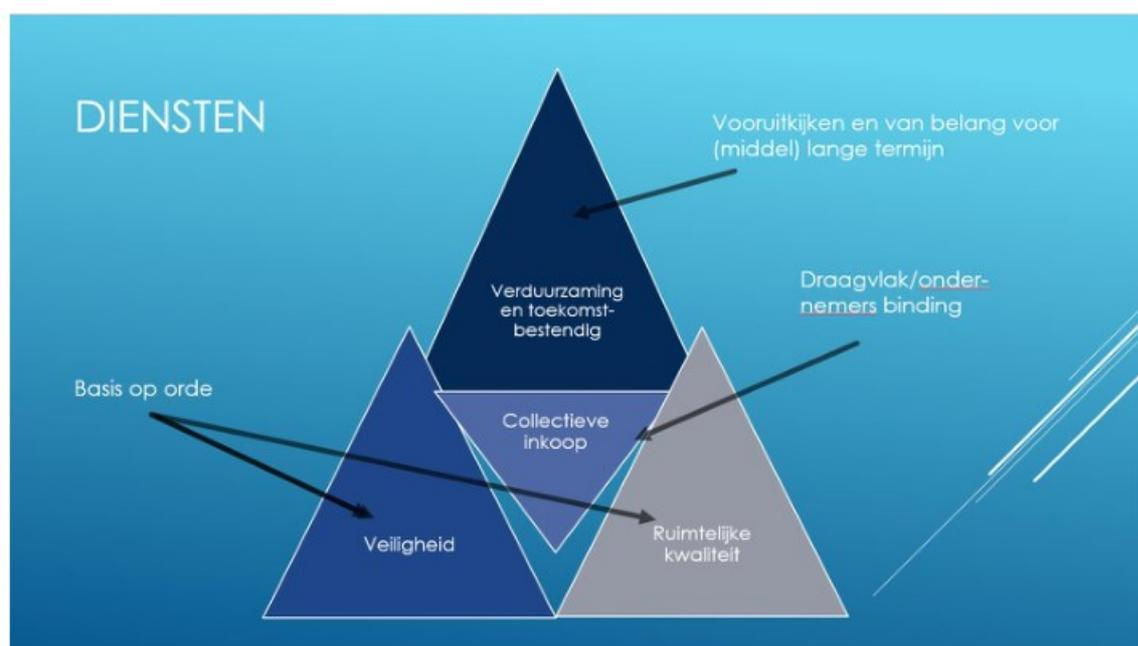 DIENSTEN
Vooruitkijken en van belang voor
(middel) lange termijn
Verduurzaming
en toekomst-
bestendig
Draagvlak/onder-
nemers binding
Basis op orde
Collectieve
inkoop
Veiligheid
Ruimtelijke
kwaliteit